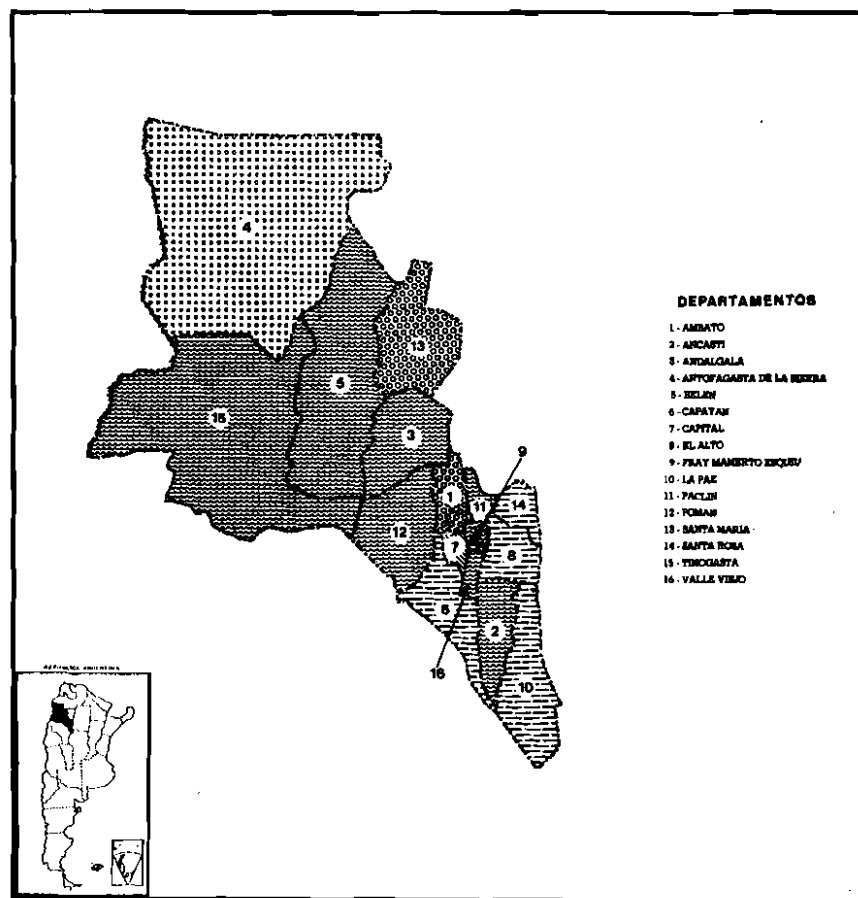 4
13
5
15
3
9
1
11
14
12
7
8
6
2
16
10
DEPARTAMENTOS
1 - AMBATO
2 - ANCASTI
3 - ANDALGALA
4 - ANTOFAGASTA DE LA SIERRA
5 - BELEN
6 - CAPAYAN
7 - CAPITAL
8 - EL ALTO
9 - FRAY MAMERTO ESQUIU
10 - LA PAZ
11 - PACLIN
12 - POMAN
13 - SANTA MARIA
14 - SANTA ROSA
15 - TINOGASTA
16 - VALLE VIEJO
REPUBLICA ARGENTINA